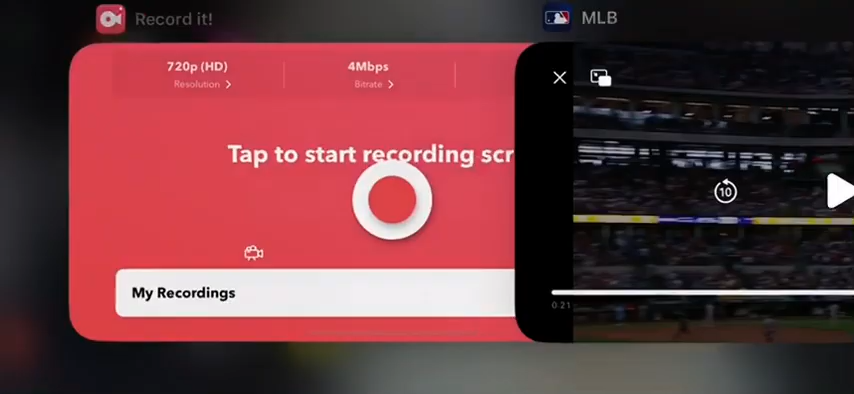 Record it!
MLB
720p (HD)
4Mbps
Resolution >
Bitrate >
Tap to start recording scr
10
My Recordings
0:21